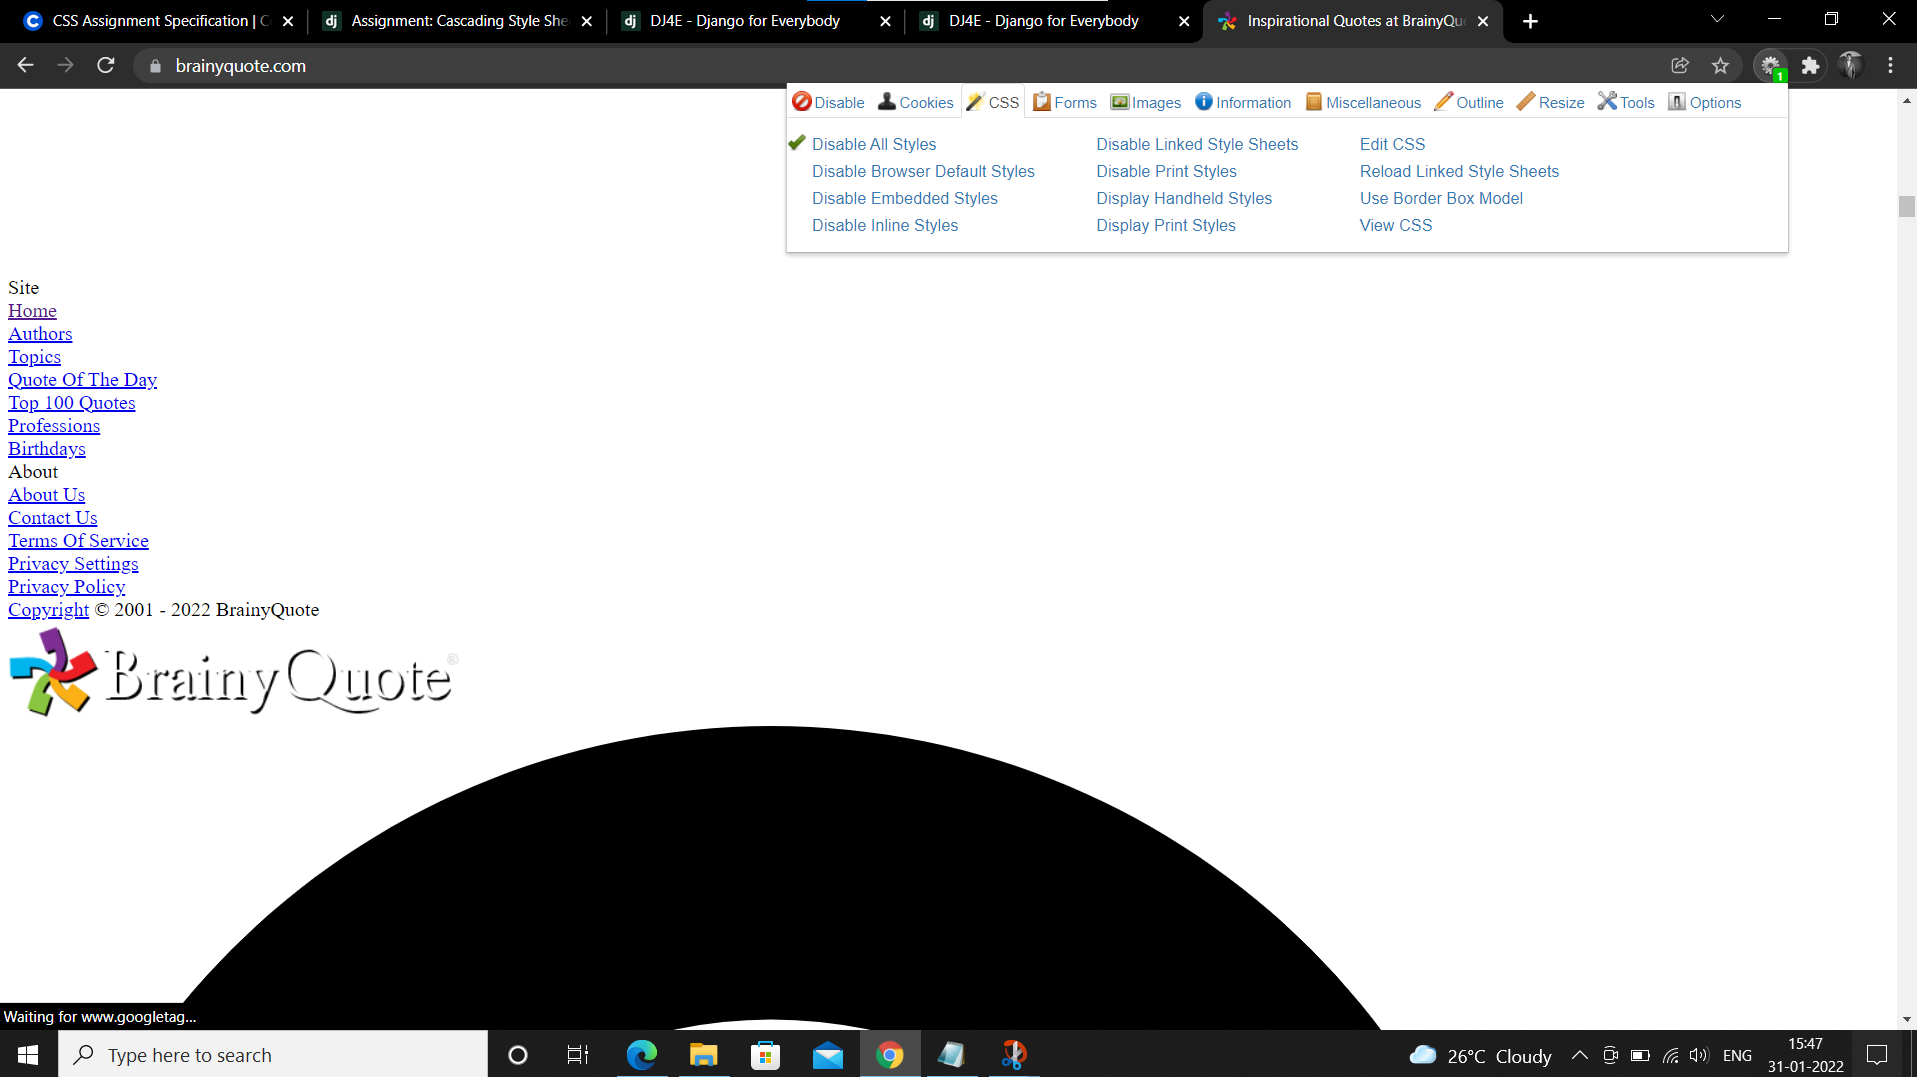 CSS Assignment Specification | C
Assignment: Cascading Style She
DJ4E - Django for Everybody
DJ4E - Django for Everybody
Inspirational Quotes at BrainyQu
brainyquote.com
1
Disable Cookies CSS Forms Images Information Miscellaneous Outline Resize Tools Options
Disable All Styles Disable Linked Style Sheets Edit CSS
Disable Browser Default Styles Disable Print Styles Reload Linked Style Sheets
Disable Embedded Styles Display Handheld Styles Use Border Box Model
Disable Inline Styles Display Print Styles View CSS
Site
Home
Authors
Topics
Quote Of The Day
Top 100 Quotes
Professions
Birthdays
About
About Us
Contact Us
Terms Of Service
Privacy Settings
Privacy Policy
Copyright © 2001 - 2022 BrainyQuote
BrainyQuote®
Waiting for www.googletag...
Type here to search
26°C Cloudy
ENG
15:47
31-01-2022